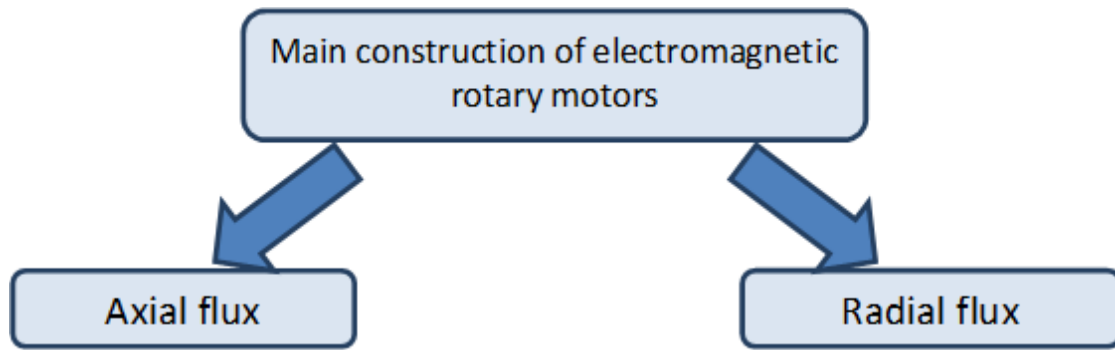 Main construction of electromagnetic
rotary motors
Axial flux
Radial flux